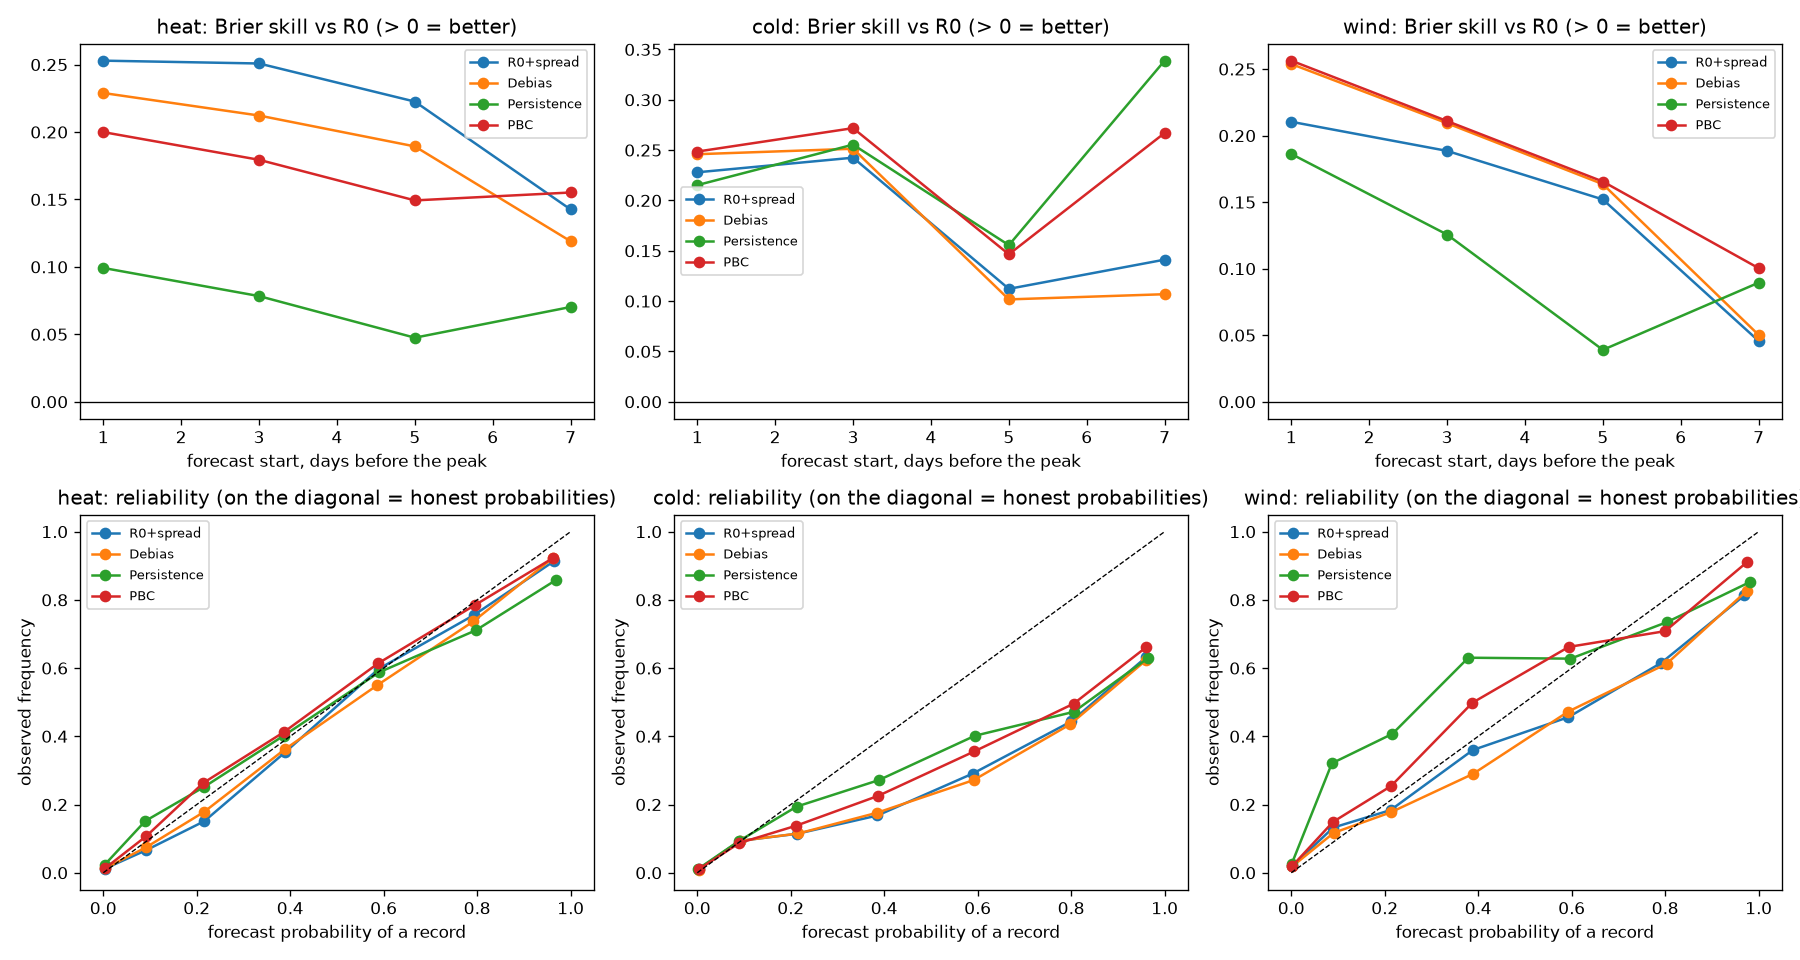 heat: Brier skill vs R0 (> 0 = better)
0.25
0.20
0.15
0.10
0.05
0.00
R0+spread
Debias
Persistence
PBC
1 2 3 4 5 6 7
forecast start, days before the peak
cold: Brier skill vs R0 (> 0 = better)
0.35
0.30
0.25
0.20
0.15
0.10
0.05
0.00
R0+spread
Debias
Persistence
PBC
1 2 3 4 5 6 7
forecast start, days before the peak
wind: Brier skill vs R0 (> 0 = better)
0.25
0.20
0.15
0.10
0.05
0.00
R0+spread
Debias
Persistence
PBC
1 2 3 4 5 6 7
forecast start, days before the peak
heat: reliability (on the diagonal = honest probabilities)
observed frequency
1.0
0.8
0.6
0.4
0.2
0.0
R0+spread
Debias
Persistence
PBC
0.0 0.2 0.4 0.6 0.8 1.0
forecast probability of a record
cold: reliability (on the diagonal = honest probabilities)
observed frequency
1.0
0.8
0.6
0.4
0.2
0.0
R0+spread
Debias
Persistence
PBC
0.0 0.2 0.4 0.6 0.8 1.0
forecast probability of a record
wind: reliability (on the diagonal = honest probabilities
observed frequency
1.0
0.8
0.6
0.4
0.2
0.0
R0+spread
Debias
Persistence
PBC
0.0 0.2 0.4 0.6 0.8 1.0
forecast probability of a record